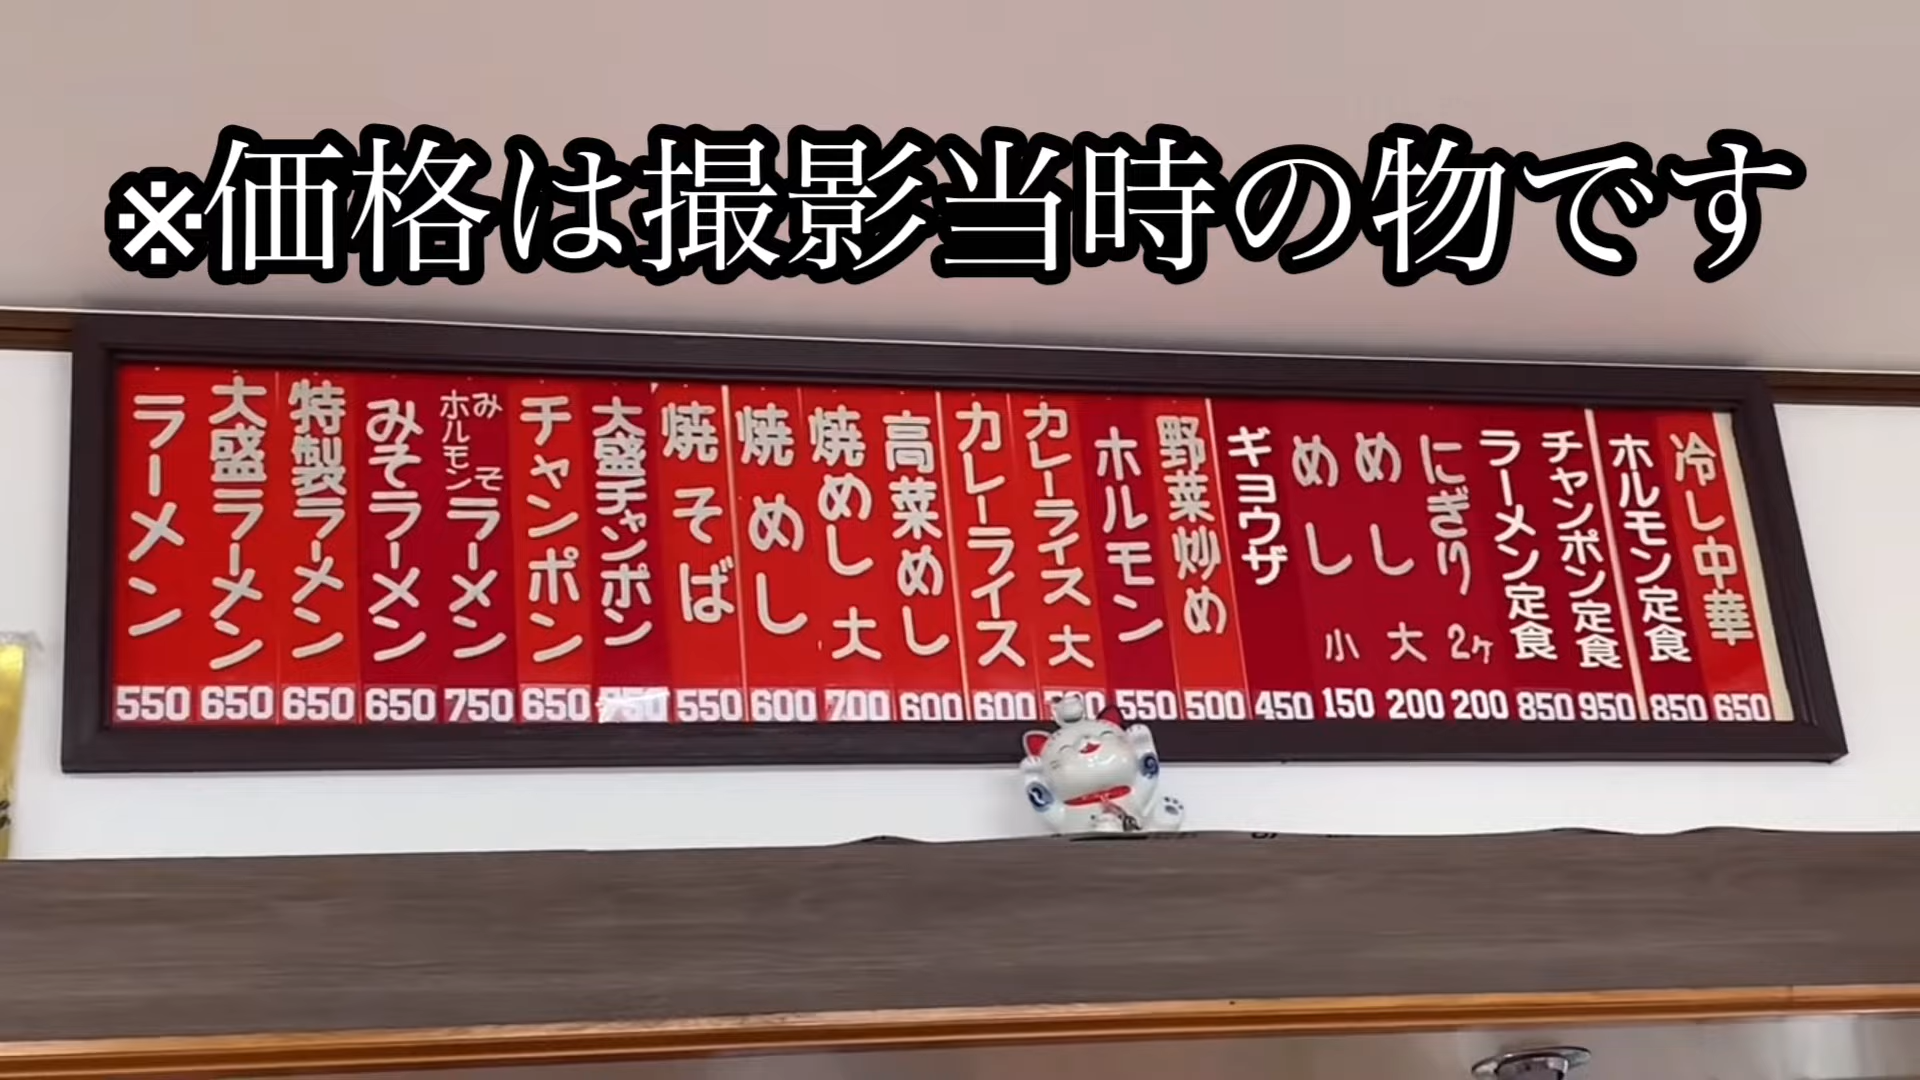 ※価格は撮影当時の物です
ラーメン 550
大盛ラーメン 650
特製ラーメン 650
みそラーメン 650
みそホルモンラーメン 750
チャンポン 650
大盛チャンポン
焼そば 550
焼めし 600
焼めし 大 700
高菜めし 600
カレーライス 600
カレーライス 大
ホルモン 550
野菜炒め 500
ギョウザ 450
めし 小 150
めし 大 200
にぎり 2ヶ 200
ラーメン定食 850
チャンポン定食 950
ホルモン定食 850
冷し中華 650